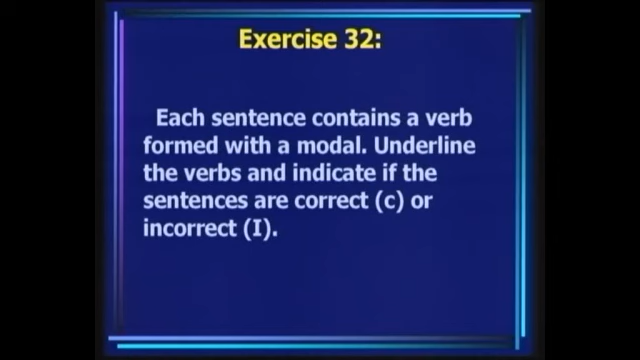 Exercise 32:
Each sentence contains a verb
formed with a modal. Underline
the verbs and indicate if the
sentences are correct (c) or
incorrect (I).